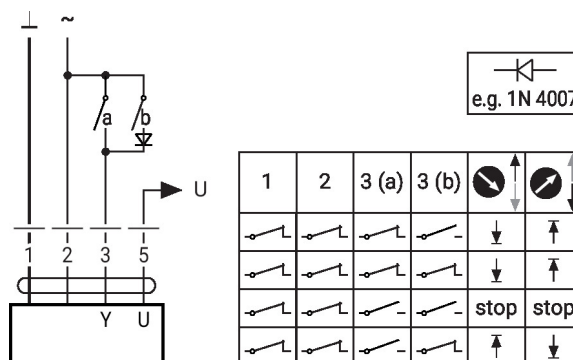 ⊥ ~
a b
e.g. 1N 4007
U
1 2 3 5
Y U
1 2 3 (a) 3 (b)
stop stop